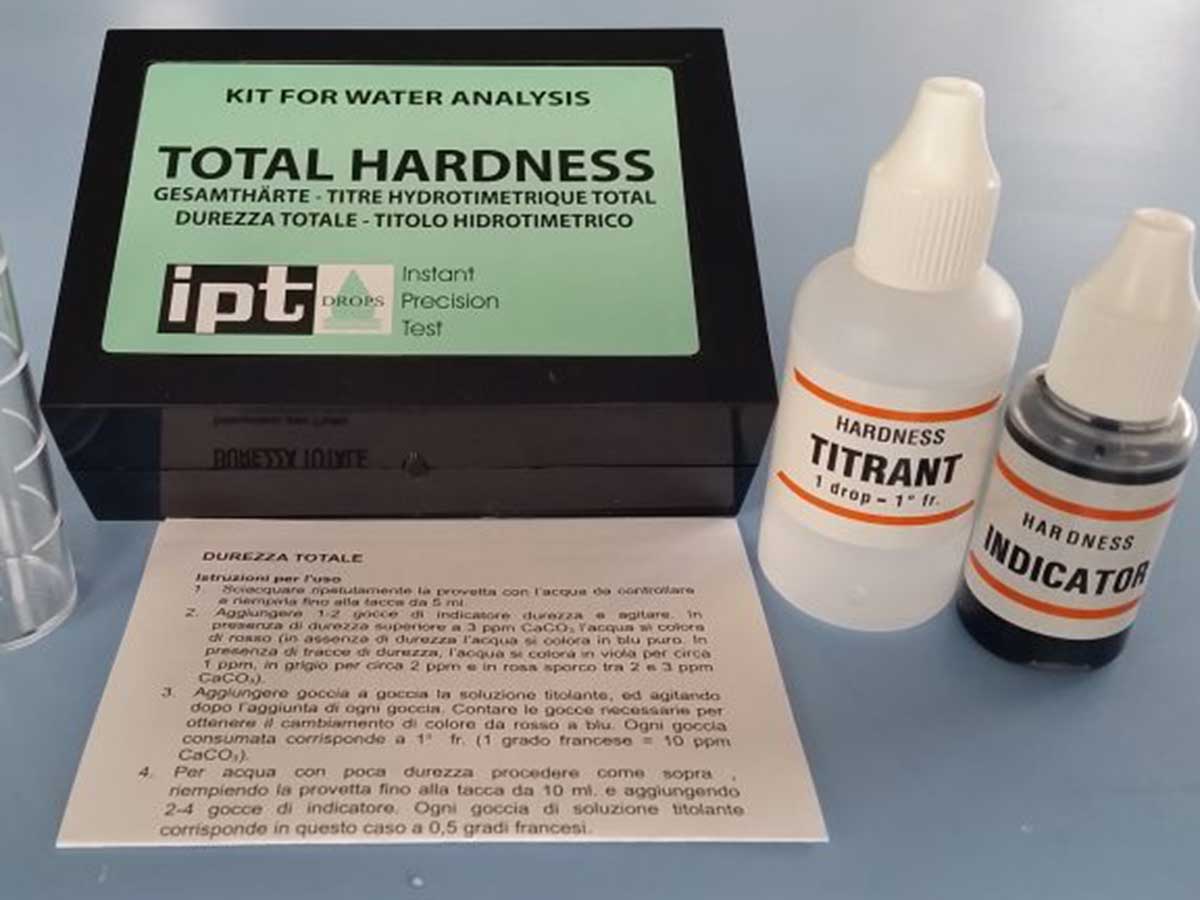 KIT FOR WATER ANALYSIS
TOTAL HARDNESS
GESAMTHÄRTE - TITRE HYDROTIMETRIQUE TOTAL
DUREZZA TOTALE - TITOLO HIDROTIMETRICO
ipt
DROPS
Instant
Precision
Test
HARDNESS
TITRANT
1 drop = 1° fr.
HARDNESS
INDICATOR
DUREZZA TOTALE
DUREZZA TOTALE
Istruzioni per l'uso
1. Sciacquare ripetutamente la provetta con l'acqua da controllare
e riempirla fino alla tacca da 5 ml.
2. Aggiungere 1-2 gocce di indicatore durezza e agitare. In
presenza di durezza superiore a 3 ppm CaCO₃ l'acqua si colora
di rosso (in assenza di durezza l'acqua si colora in blu puro. In
presenza di tracce di durezza, l'acqua si colora in viola per circa
1 ppm, in grigio per circa 2 ppm e in rosa sporco tra 2 e 3 ppm
CaCO₃).
3. Aggiungere goccia a goccia la soluzione titolante, ed agitando
dopo l'aggiunta di ogni goccia. Contare le gocce necessarie per
ottenere il cambiamento di colore da rosso a blu. Ogni goccia
consumata corrisponde a 1° fr. (1 grado francese = 10 ppm
CaCO₃).
4. Per acqua con poca durezza procedere come sopra ,
riempiendo la provetta fino alla tacca da 10 ml. e aggiungendo
2-4 gocce di indicatore. Ogni goccia di soluzione titolante
corrisponde in questo caso a 0,5 gradi francesi.